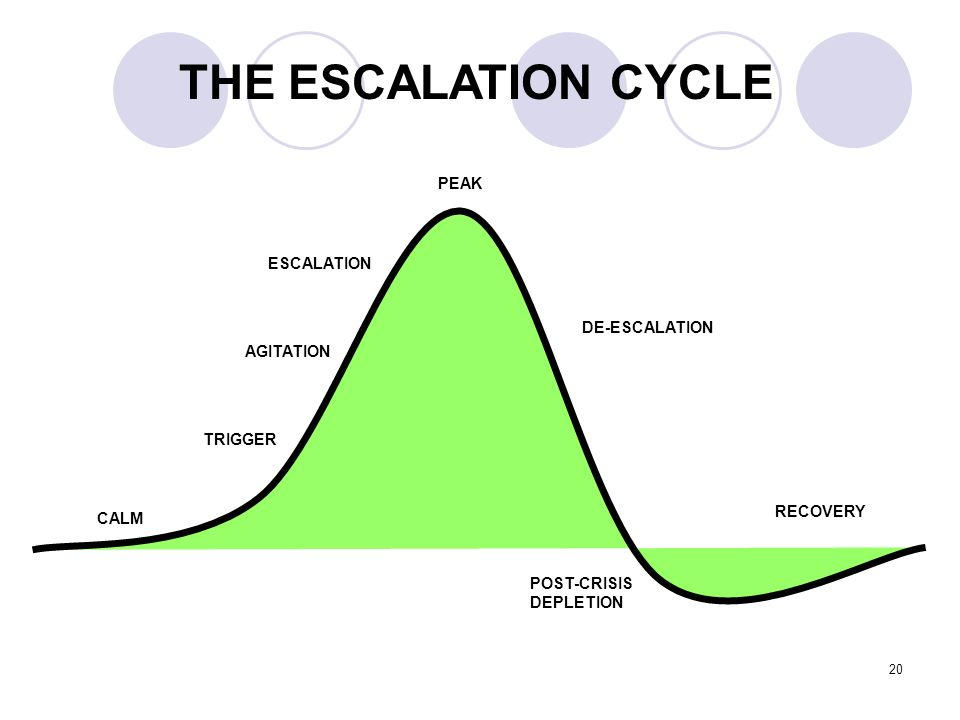 THE ESCALATION CYCLE
PEAK
ESCALATION
DE-ESCALATION
AGITATION
TRIGGER
CALM
RECOVERY
POST-CRISIS
DEPLETION
20